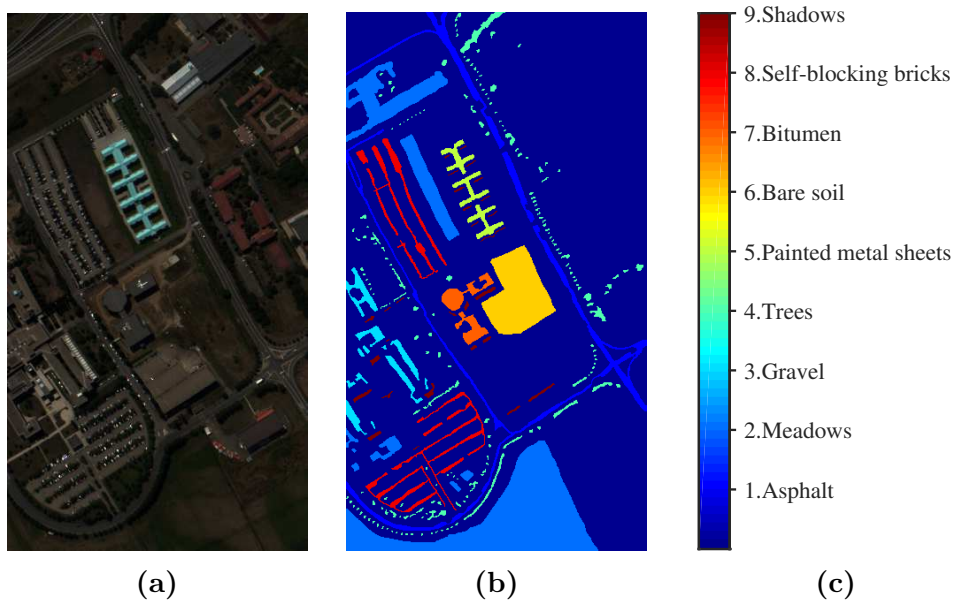 9.Shadows
8.Self-blocking bricks
7.Bitumen
6.Bare soil
5.Painted metal sheets
4.Trees
3.Gravel
2.Meadows
1.Asphalt
(a) (b) (c)